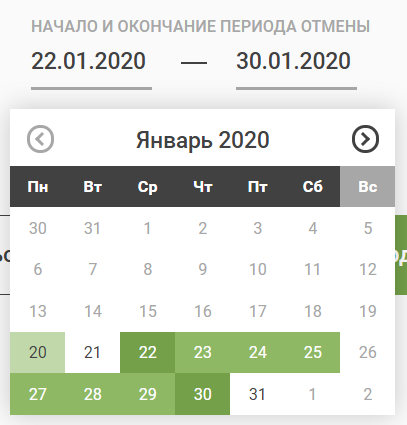 НАЧАЛО И ОКОНЧАНИЕ ПЕРИОДА ОТМЕНЫ
22.01.2020 — 30.01.2020
Январь 2020
Пн Вт Ср Чт Пт Сб Вс
30 31 1 2 3 4 5
6 7 8 9 10 11 12
13 14 15 16 17 18 19
20 21 22 23 24 25 26
27 28 29 30 31 1 2